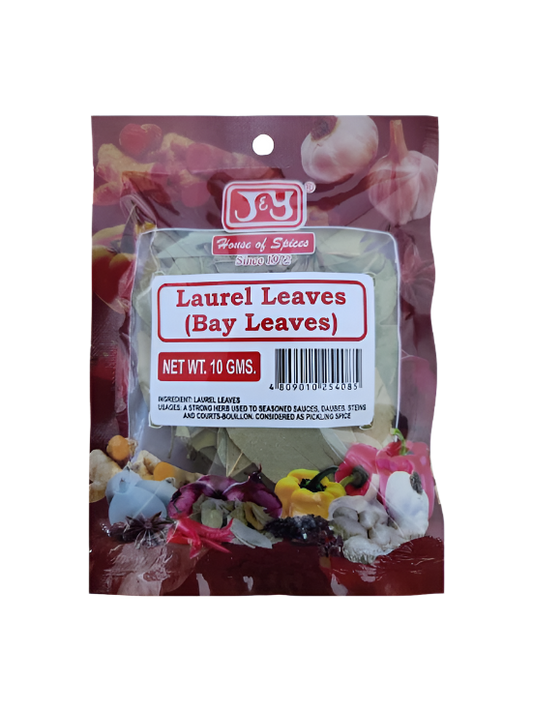 J&Y®
House of Spices
Since 1972
Laurel Leaves
(Bay Leaves)
NET WT. 10 GMS.
4 809010 254085
INGREDIENT: LAUREL LEAVES
USAGES: A STRONG HERB USED TO SEASONED SAUCES, DAUBES, STEWS
AND COURTS-BOUILLON. CONSIDERED AS PICKLING SPICE